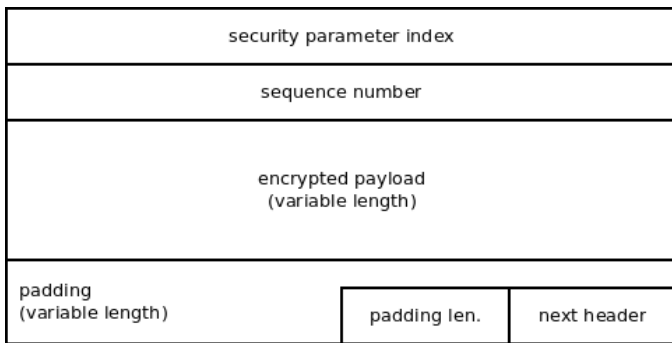 security parameter index
sequence number
encrypted payload
(variable length)
padding
(variable length)
padding len.
next header